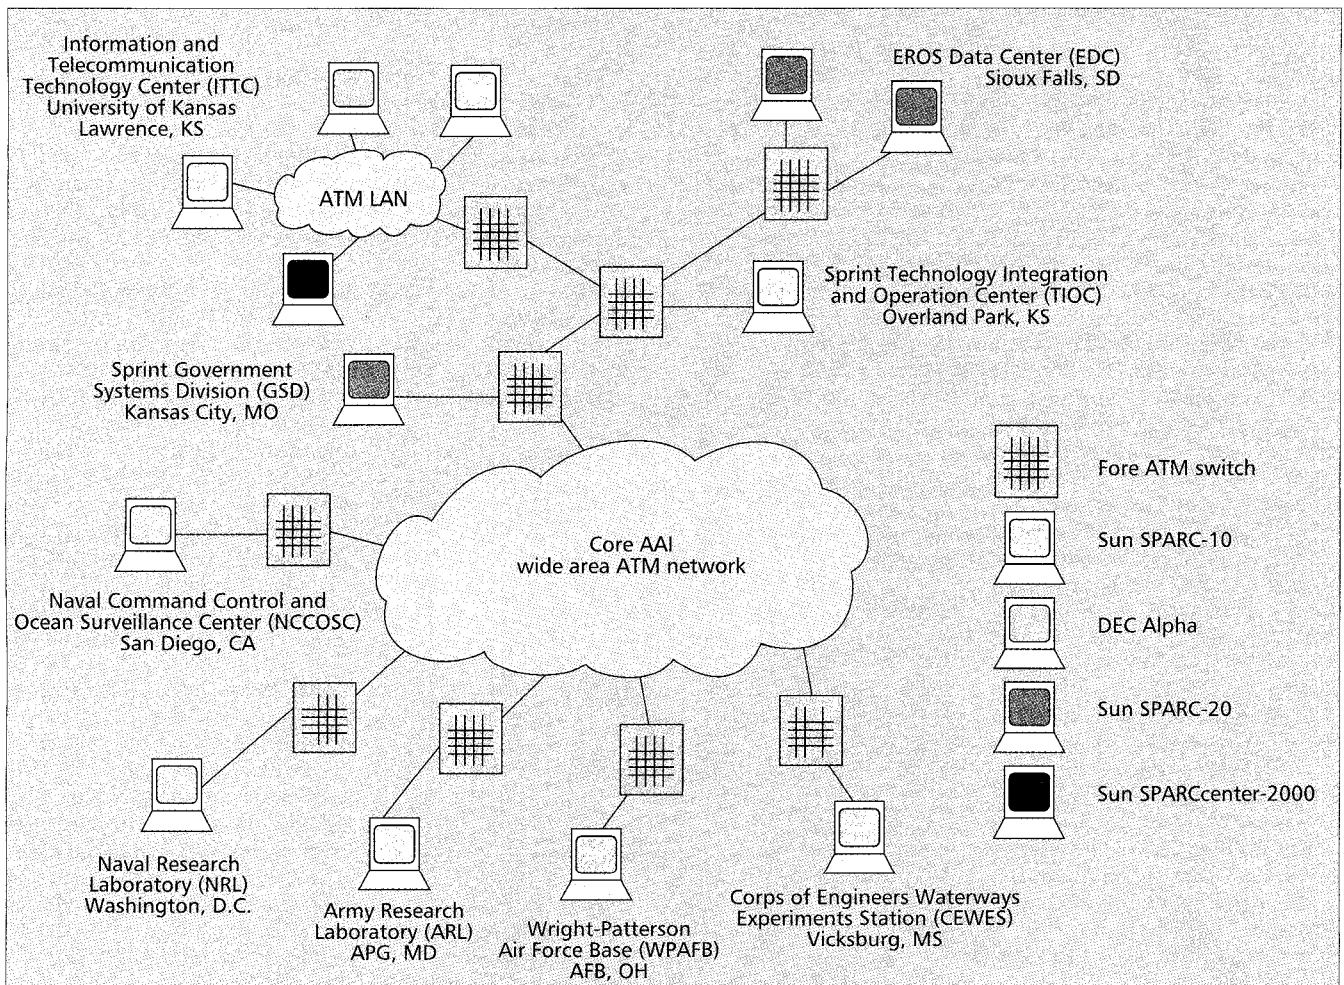 Information and
Telecommunication
Technology Center (ITTC)
University of Kansas
Lawrence, KS
ATM LAN
EROS Data Center (EDC)
Sioux Falls, SD
Sprint Technology Integration
and Operation Center (TIOC)
Overland Park, KS
Sprint Government
Systems Division (GSD)
Kansas City, MO
Core AAI
wide area ATM network
Fore ATM switch
Sun SPARC-10
DEC Alpha
Sun SPARC-20
Sun SPARCcenter-2000
Naval Command Control and
Ocean Surveillance Center (NCCOSC)
San Diego, CA
Naval Research
Laboratory (NRL)
Washington, D.C.
Army Research
Laboratory (ARL)
APG, MD
Wright-Patterson
Air Force Base (WPAFB)
AFB, OH
Corps of Engineers Waterways
Experiments Station (CEWES)
Vicksburg, MS